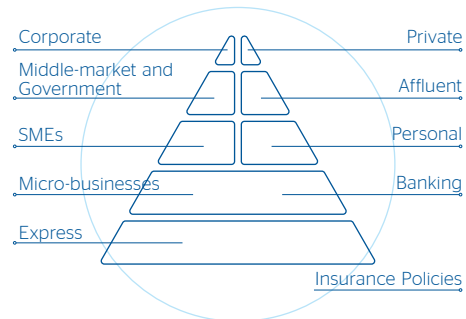 Corporate
Private
Middle-market and
Government
Affluent
SMEs
Personal
Micro-businesses
Banking
Express
Insurance Policies